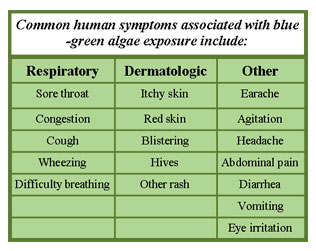 Common human symptoms associated with blue
-green algae exposure include:
Respiratory Dermatologic Other
Sore throat Itchy skin Earache
Congestion Red skin Agitation
Cough Blistering Headache
Wheezing Hives Abdominal pain
Difficulty breathing Other rash Diarrhea
Vomiting
Eye irritation